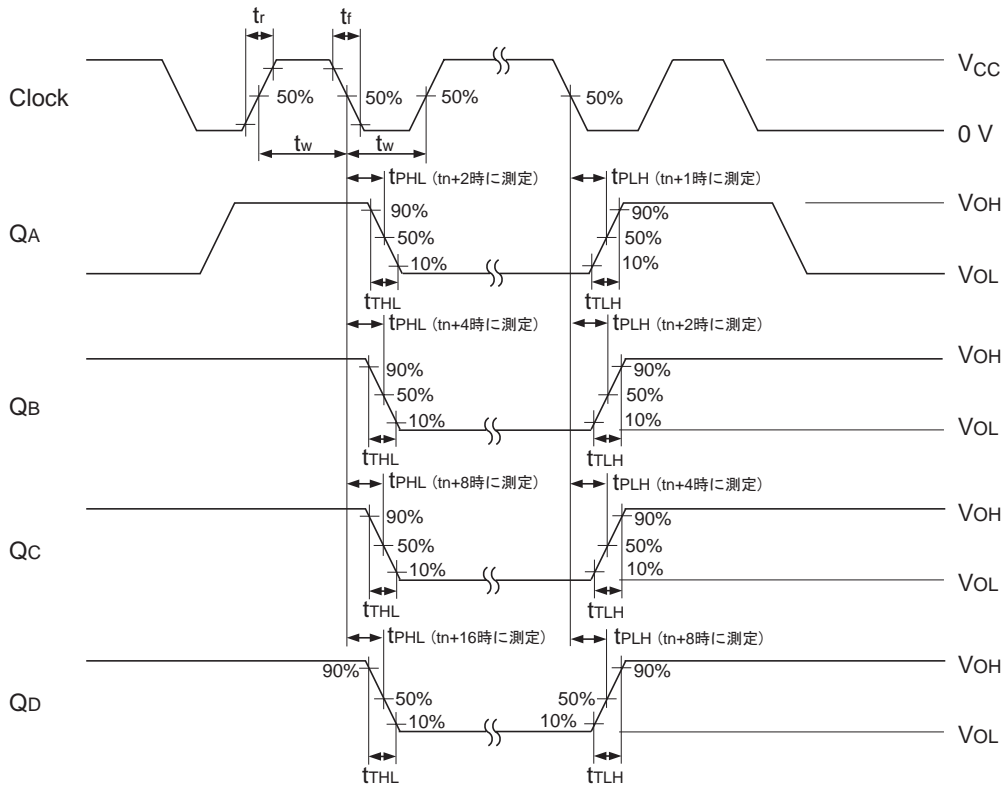 tr tf
VCC
Clock 50% 50% 50% 50%
0 V
tw tw
tPHL (tn+2時に測定) tPLH (tn+1時に測定)
VOH
90% 90%
QA 50% 50%
10% 10%
VOL
tTHL tTLH
tPHL (tn+4時に測定) tPLH (tn+2時に測定)
VOH
90% 90%
QB 50% 50%
10% 10%
VOL
tTHL tTLH
tPHL (tn+8時に測定) tPLH (tn+4時に測定)
VOH
90% 90%
QC 50% 50%
10% 10%
VOL
tTHL tTLH
tPHL (tn+16時に測定) tPLH (tn+8時に測定)
VOH
90% 90%
QD 50% 50%
10% 10%
VOL
tTHL tTLH